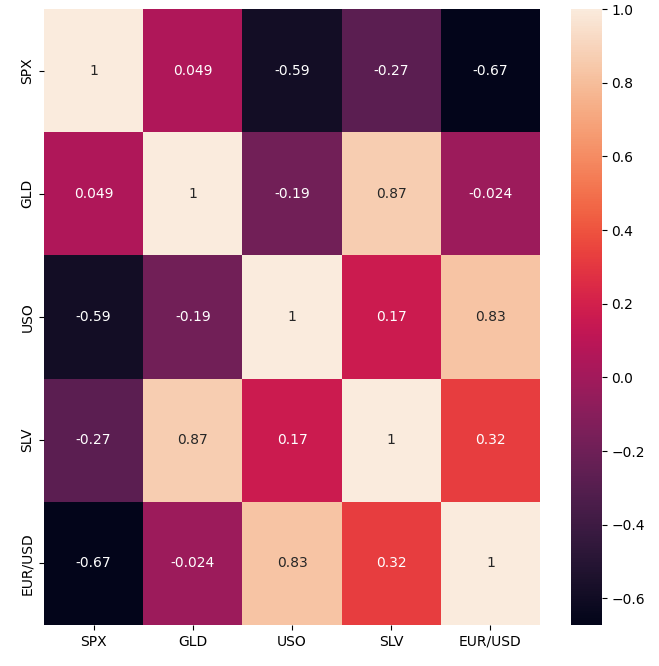 SPX 1 0.049 -0.59 -0.27 -0.67
GLD 0.049 1 -0.19 0.87 -0.024
USO -0.59 -0.19 1 0.17 0.83
SLV -0.27 0.87 0.17 1 0.32
EUR/USD -0.67 -0.024 0.83 0.32 1
SPX GLD USO SLV EUR/USD
1.0
0.8
0.6
0.4
0.2
0.0
−0.2
−0.4
−0.6